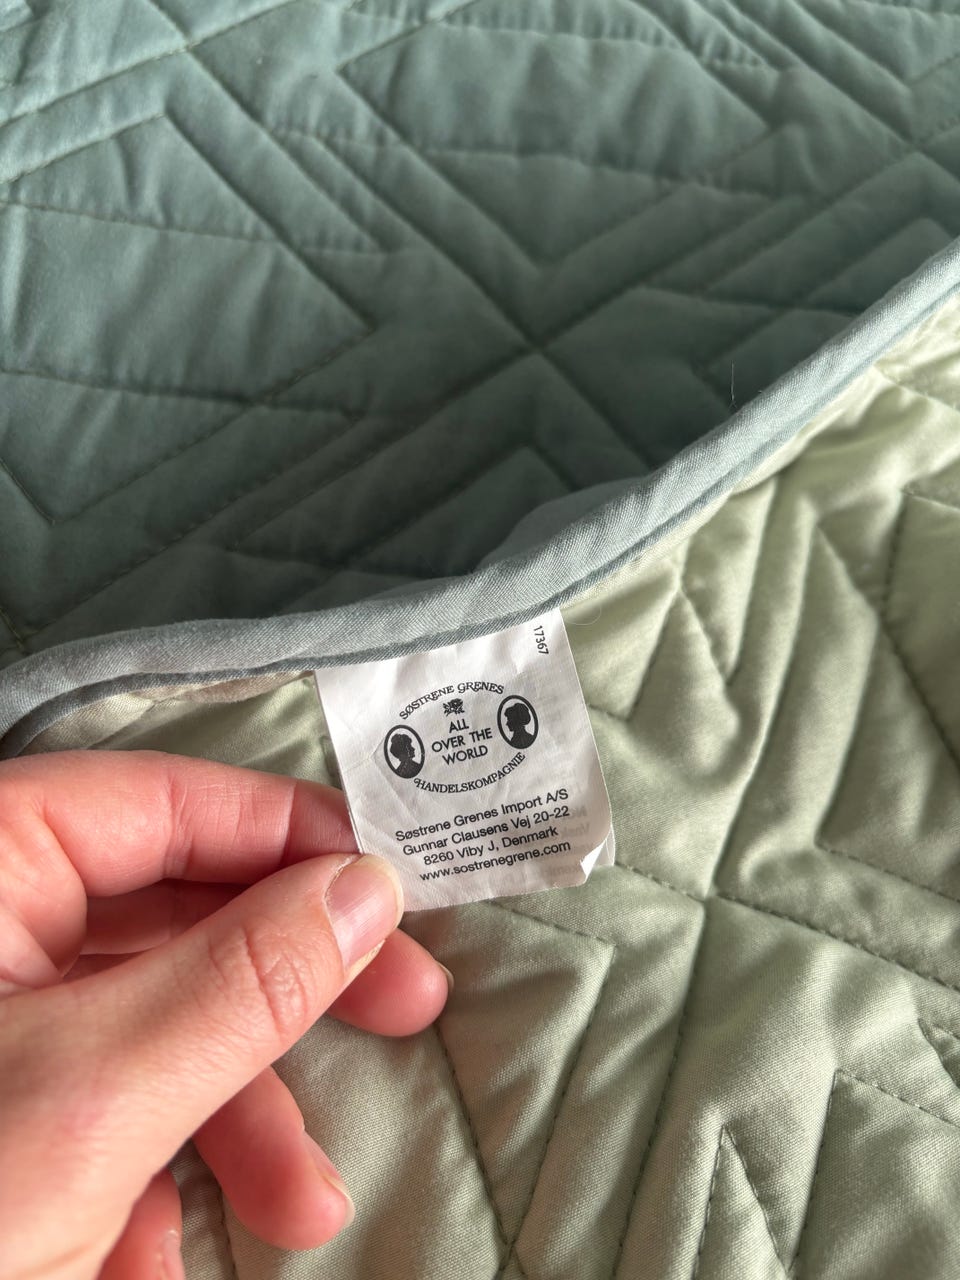 17367
SØSTRENE GRENES
ALL
OVER THE
WORLD
HANDELSKOMPAGNIE
Søstrene Grenes Import A/S
Gunnar Clausens Vej 20-22
8260 Viby J, Denmark
www.sostrenegrene.com